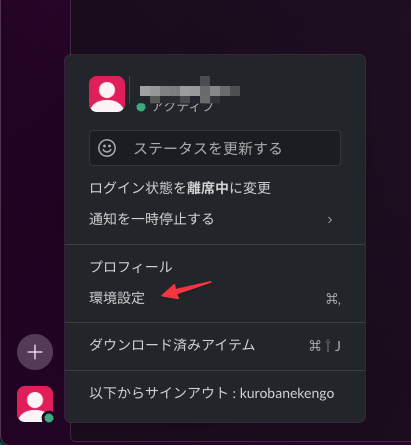 アクティブ
ステータスを更新する
ログイン状態を離席中に変更
通知を一時停止する
プロフィール
環境設定 ⌘,
ダウンロード済みアイテム ⌘⇧J
以下からサインアウト : kurobanekengo